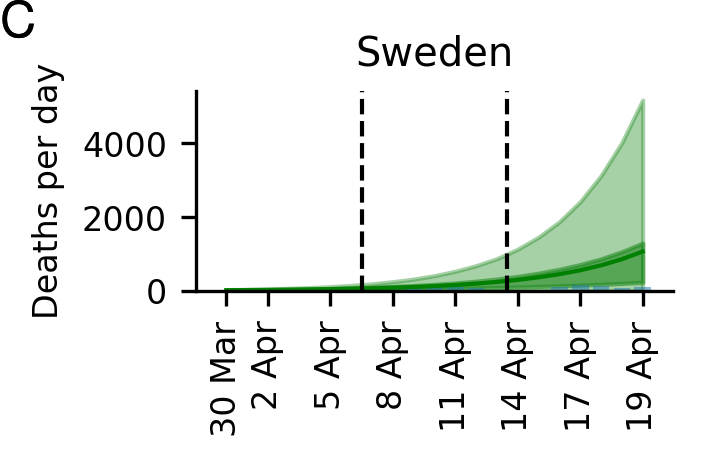 C
Sweden
Deaths per day
4000
2000
0
30 Mar
2 Apr
5 Apr
8 Apr
11 Apr
14 Apr
17 Apr
19 Apr